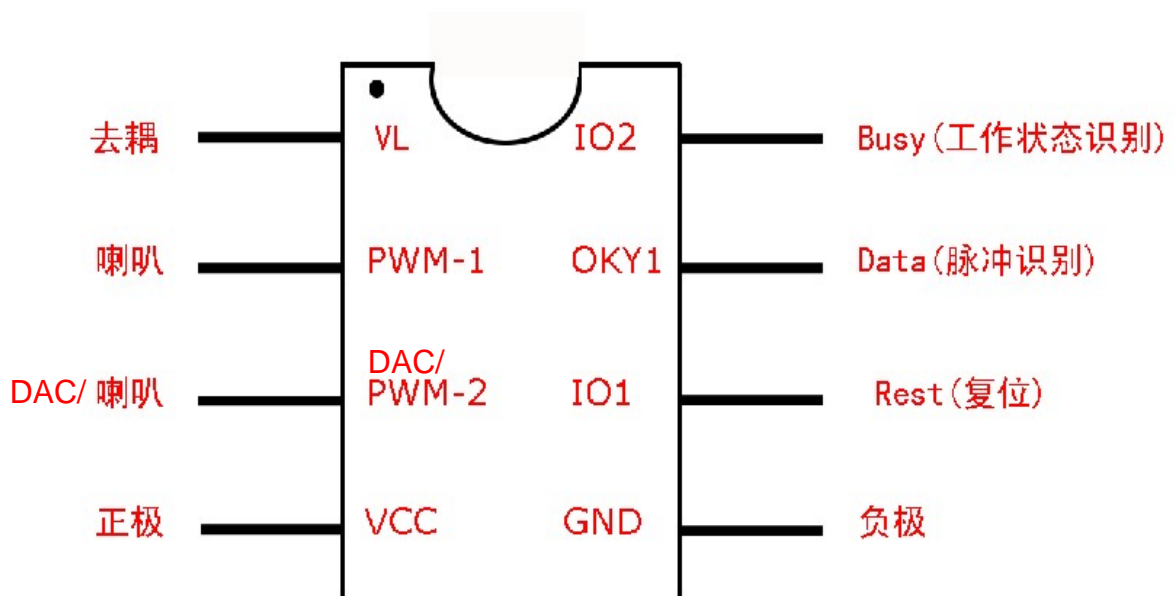 去耦 VL IO2 Busy(工作状态识别)
喇叭 PWM-1 OKY1 Data(脉冲识别)
DAC/
DAC/ 喇叭 PWM-2 IO1 Rest(复位)
正极 VCC GND 负极